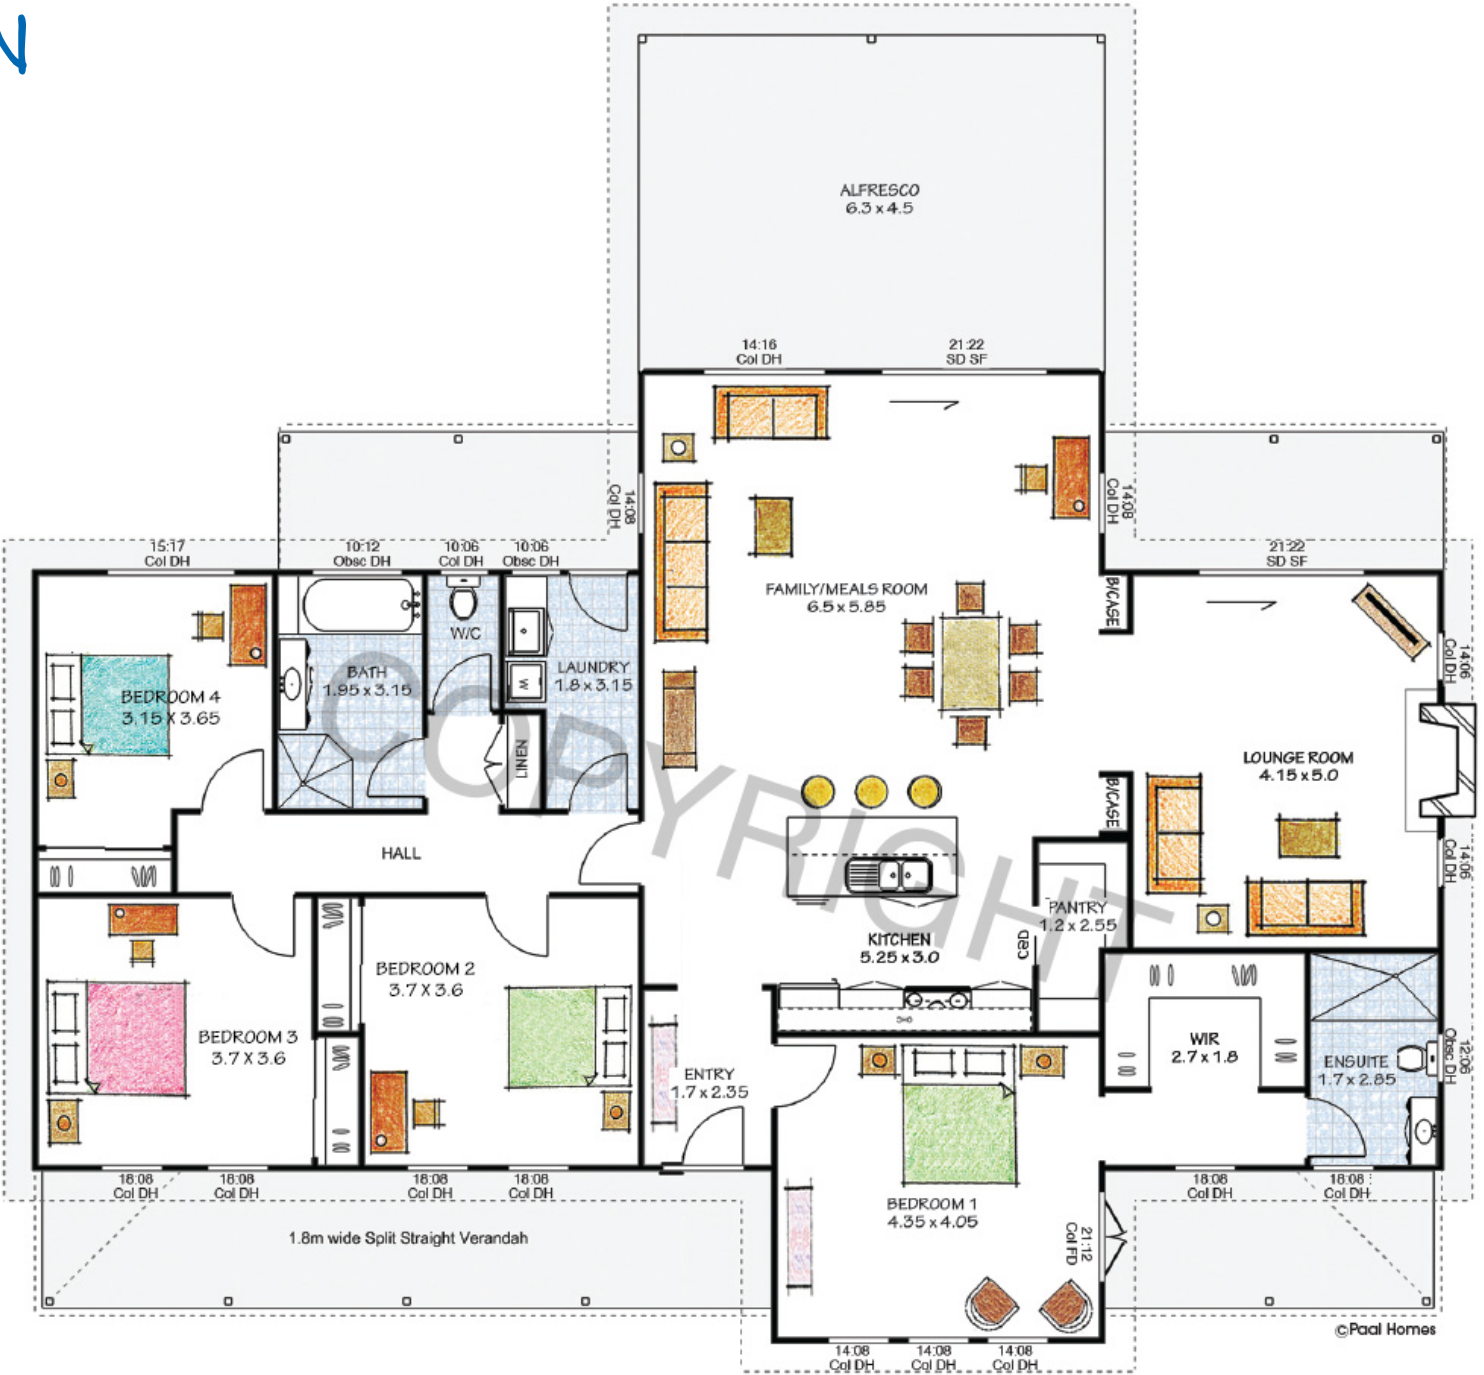 N
ALFRESCO
6.3 x 4.5
14:16
Col DH
21:22
SD SF
14:08
Col DH
14:08
Col DH
15:17
Col DH
10:12
Obsc DH
10:06
Col DH
10:06
Obsc DH
21:22
SD SF
FAMILY/MEALS ROOM
6.5 x 5.85
B/CASE
W/C
BATH
1.95 x 3.15
LAUNDRY
1.8 x 3.15
W
BEDROOM 4
3.15 X 3.65
14:06
Col DH
LINEN
LOUNGE ROOM
4.15 x 5.0
B/CASE
HALL
14:06
Col DH
COPYRIGHT
PANTRY
1.2 x 2.55
CSD
KITCHEN
5.25 x 3.0
BEDROOM 2
3.7 X 3.6
BEDROOM 3
3.7 X 3.6
WIR
2.7 x 1.8
ENSUITE
1.7 x 2.85
12:06
Obsc DH
ENTRY
1.7 x 2.35
18:08
Col DH
18:08
Col DH
18:08
Col DH
18:08
Col DH
18:08
Col DH
18:08
Col DH
BEDROOM 1
4.35 x 4.05
21:12
Col FD
1.8m wide Split Straight Verandah
14:08
Col DH
14:08
Col DH
14:08
Col DH
©Paal Homes